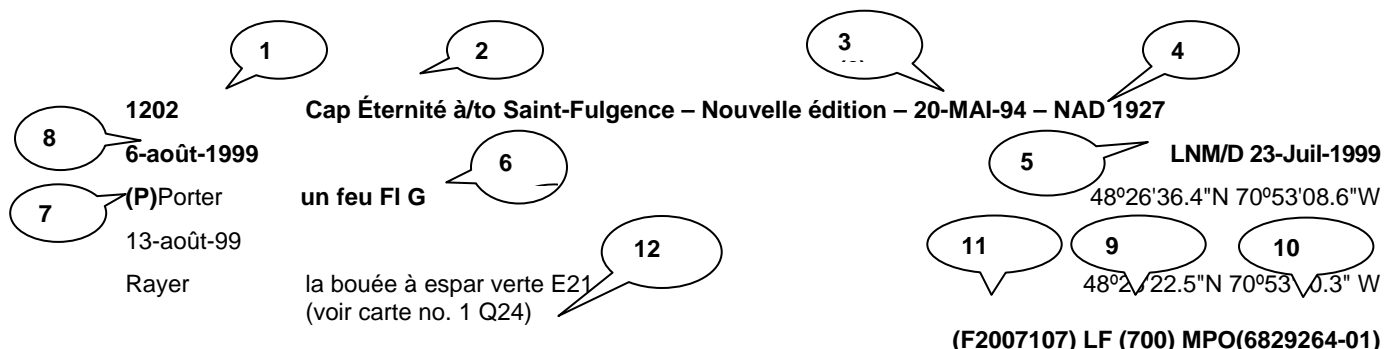 1 2 3 4
1202 Cap Éternité à/to Saint-Fulgence – Nouvelle édition – 20-MAI-94 – NAD 1927
8 6-août-1999 6 5 LNM/D 23-Juil-1999
7 (P)Porter un feu Fl G 48º26'36.4"N 70º53'08.6"W
13-août-99 12 11 9 10
Rayer la bouée à espar verte E21 N 70º53 W
(voir carte no. 1 Q24)
(F2007107) LF (700) MPO(6829264-01)